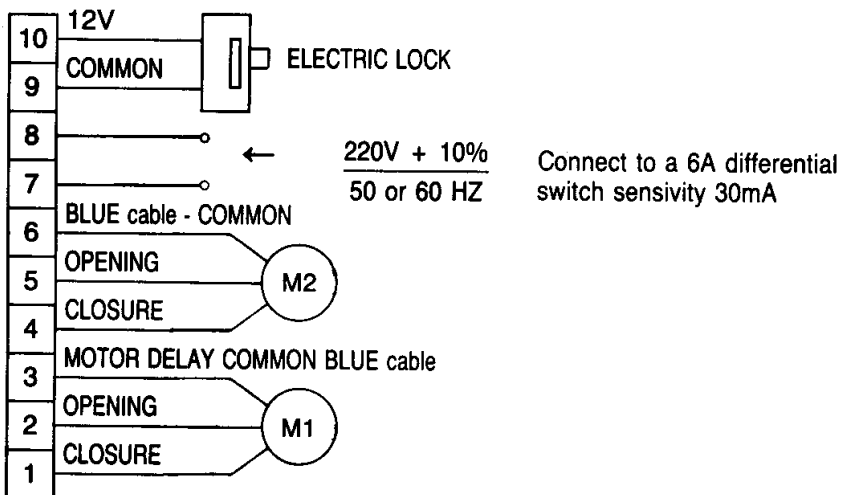 10 12V
COMMON
ELECTRIC LOCK
9
8
220V + 10%
50 or 60 HZ
Connect to a 6A differential
switch sensivity 30mA
7
BLUE cable - COMMON
6
OPENING
5
M2
CLOSURE
4
MOTOR DELAY COMMON BLUE cable
3
OPENING
2
M1
CLOSURE
1